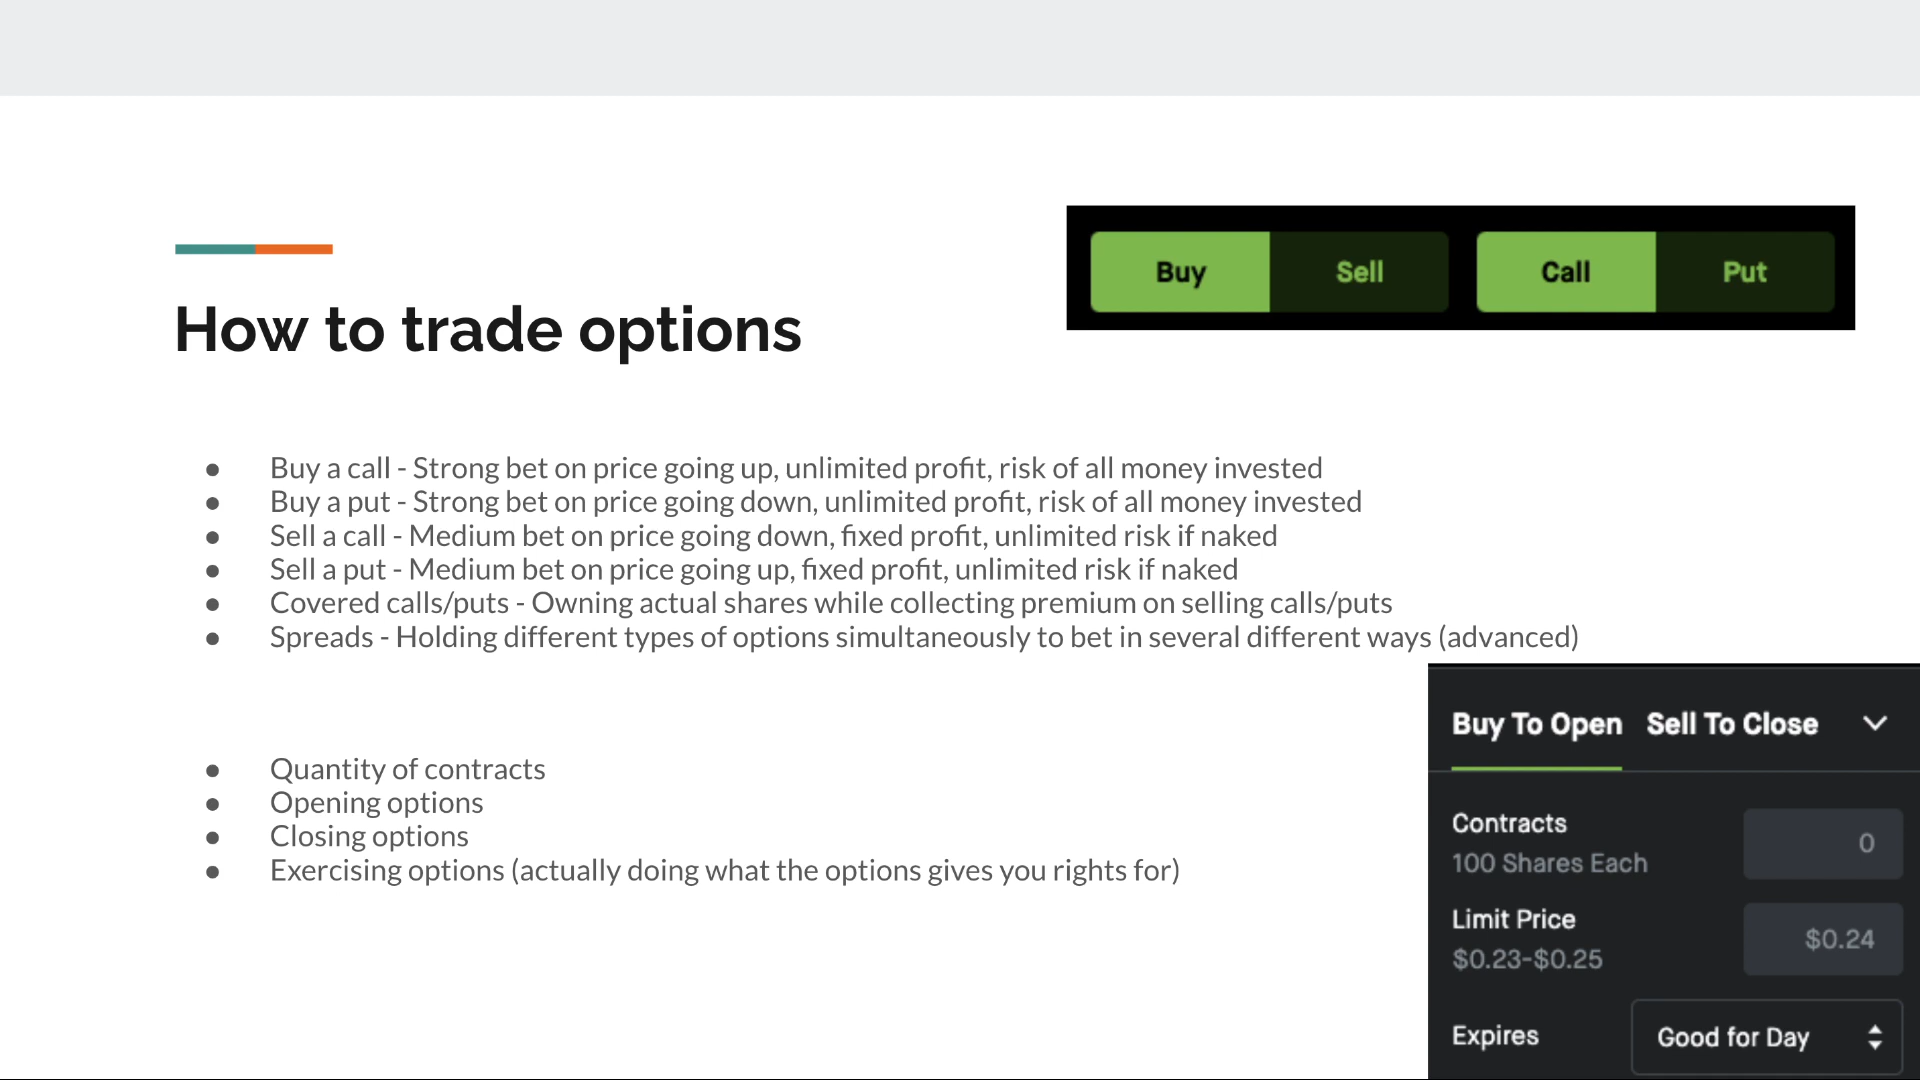 Buy Sell Call Put
How to trade options
● Buy a call - Strong bet on price going up, unlimited profit, risk of all money invested
● Buy a put - Strong bet on price going down, unlimited profit, risk of all money invested
● Sell a call - Medium bet on price going down, fixed profit, unlimited risk if naked
● Sell a put - Medium bet on price going up, fixed profit, unlimited risk if naked
● Covered calls/puts - Owning actual shares while collecting premium on selling calls/puts
● Spreads - Holding different types of options simultaneously to bet in several different ways (advanced)
● Quantity of contracts
● Opening options
● Closing options
● Exercising options (actually doing what the options gives you rights for)
Buy To Open Sell To Close
Contracts
100 Shares Each
0
Limit Price
$0.23-$0.25
$0.24
Expires
Good for Day